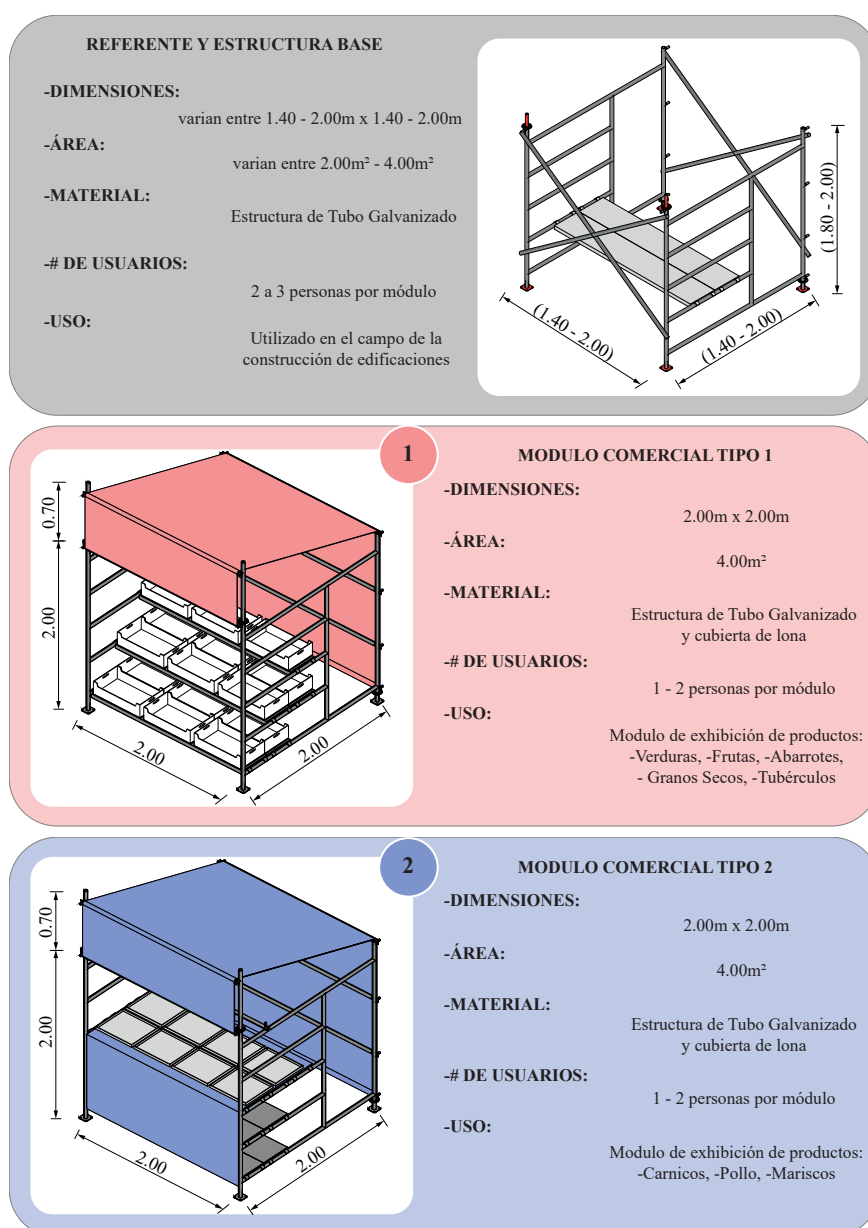 REFERENTE Y ESTRUCTURA BASE
-DIMENSIONES:
varian entre 1.40 - 2.00m x 1.40 - 2.00m
-ÁREA:
varian entre 2.00m² - 4.00m²
-MATERIAL:
Estructura de Tubo Galvanizado
-# DE USUARIOS:
2 a 3 personas por módulo
-USO:
Utilizado en el campo de la
construcción de edificaciones
(1.80 - 2.00)
(1.40 - 2.00)
(1.40 - 2.00)
1
0.70
2.00
2.00
2.00
MODULO COMERCIAL TIPO 1
-DIMENSIONES:
2.00m x 2.00m
-ÁREA:
4.00m²
-MATERIAL:
Estructura de Tubo Galvanizado
y cubierta de lona
-# DE USUARIOS:
1 - 2 personas por módulo
-USO:
Modulo de exhibición de productos:
-Verduras, -Frutas, -Abarrotes,
- Granos Secos, -Tubérculos
2
0.70
2.00
2.00
2.00
MODULO COMERCIAL TIPO 2
-DIMENSIONES:
2.00m x 2.00m
-ÁREA:
4.00m²
-MATERIAL:
Estructura de Tubo Galvanizado
y cubierta de lona
-# DE USUARIOS:
1 - 2 personas por módulo
-USO:
Modulo de exhibición de productos:
-Carnicos, -Pollo, -Mariscos